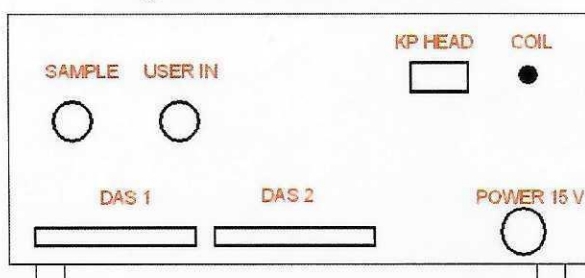 KP HEAD COIL
SAMPLE USER IN
DAS 1 DAS 2 POWER 15 V